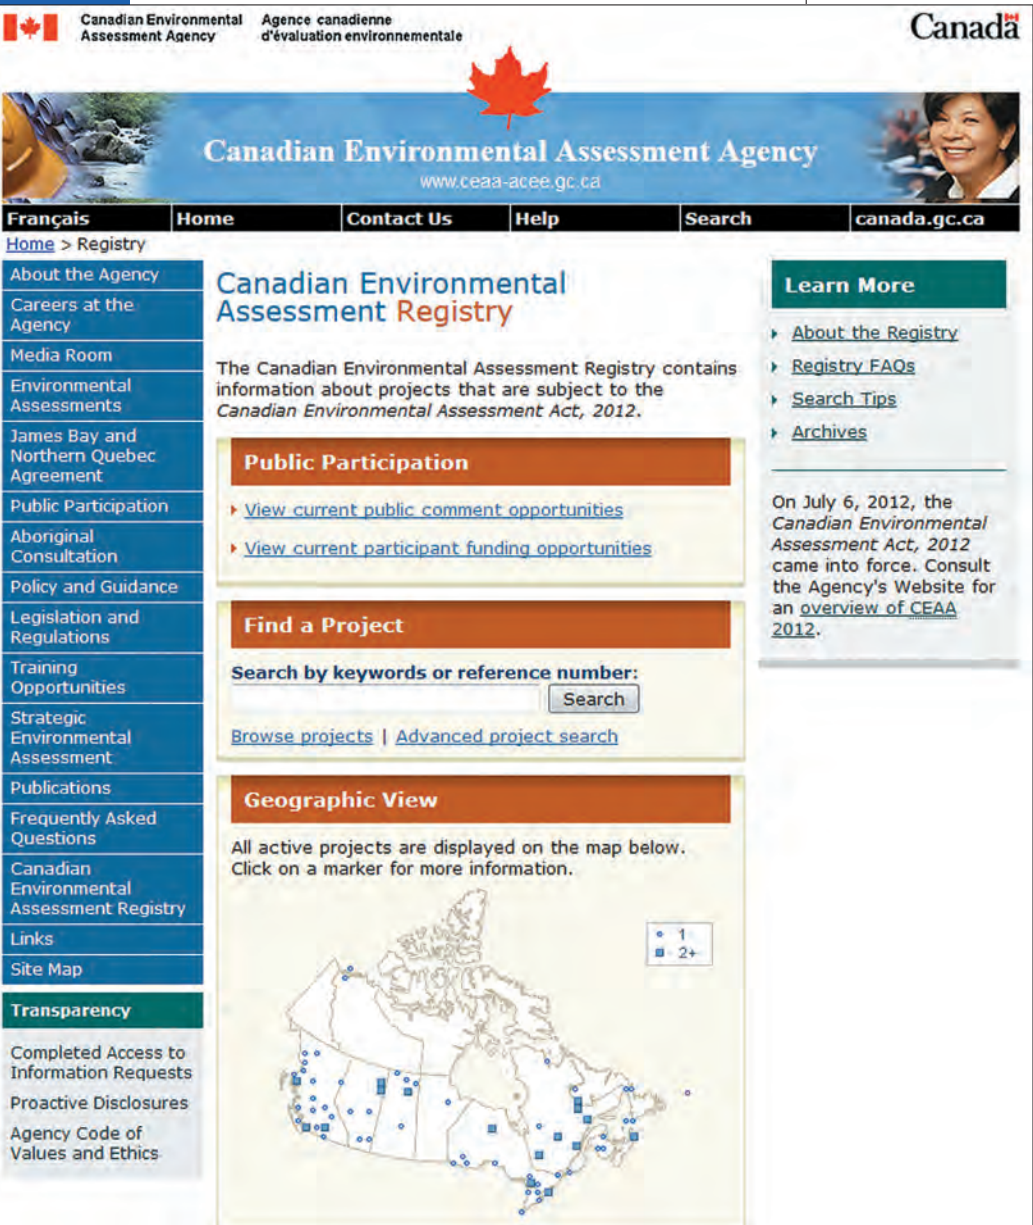 Canadian Environmental
Assessment Agency
Agence canadienne
d'évaluation environnementale
Canada
Canadian Environmental Assessment Agency
www.ceaa-acee.gc.ca
Français Home Contact Us Help Search canada.gc.ca
Home > Registry
About the Agency
Careers at the
Agency
Media Room
Environmental
Assessments
James Bay and
Northern Quebec
Agreement
Public Participation
Aboriginal
Consultation
Policy and Guidance
Legislation and
Regulations
Training
Opportunities
Strategic
Environmental
Assessment
Publications
Frequently Asked
Questions
Canadian
Environmental
Assessment Registry
Links
Site Map
Transparency
Completed Access to
Information Requests
Proactive Disclosures
Agency Code of
Values and Ethics
Canadian Environmental
Assessment Registry
The Canadian Environmental Assessment Registry contains
information about projects that are subject to the
Canadian Environmental Assessment Act, 2012.
Public Participation
View current public comment opportunities
View current participant funding opportunities
Find a Project
Search by keywords or reference number:
Search
Browse projects | Advanced project search
Geographic View
All active projects are displayed on the map below.
Click on a marker for more information.
1
2+
Learn More
About the Registry
Registry FAQs
Search Tips
Archives
On July 6, 2012, the
Canadian Environmental
Assessment Act, 2012
came into force. Consult
the Agency's Website for
an overview of CEAA
2012.